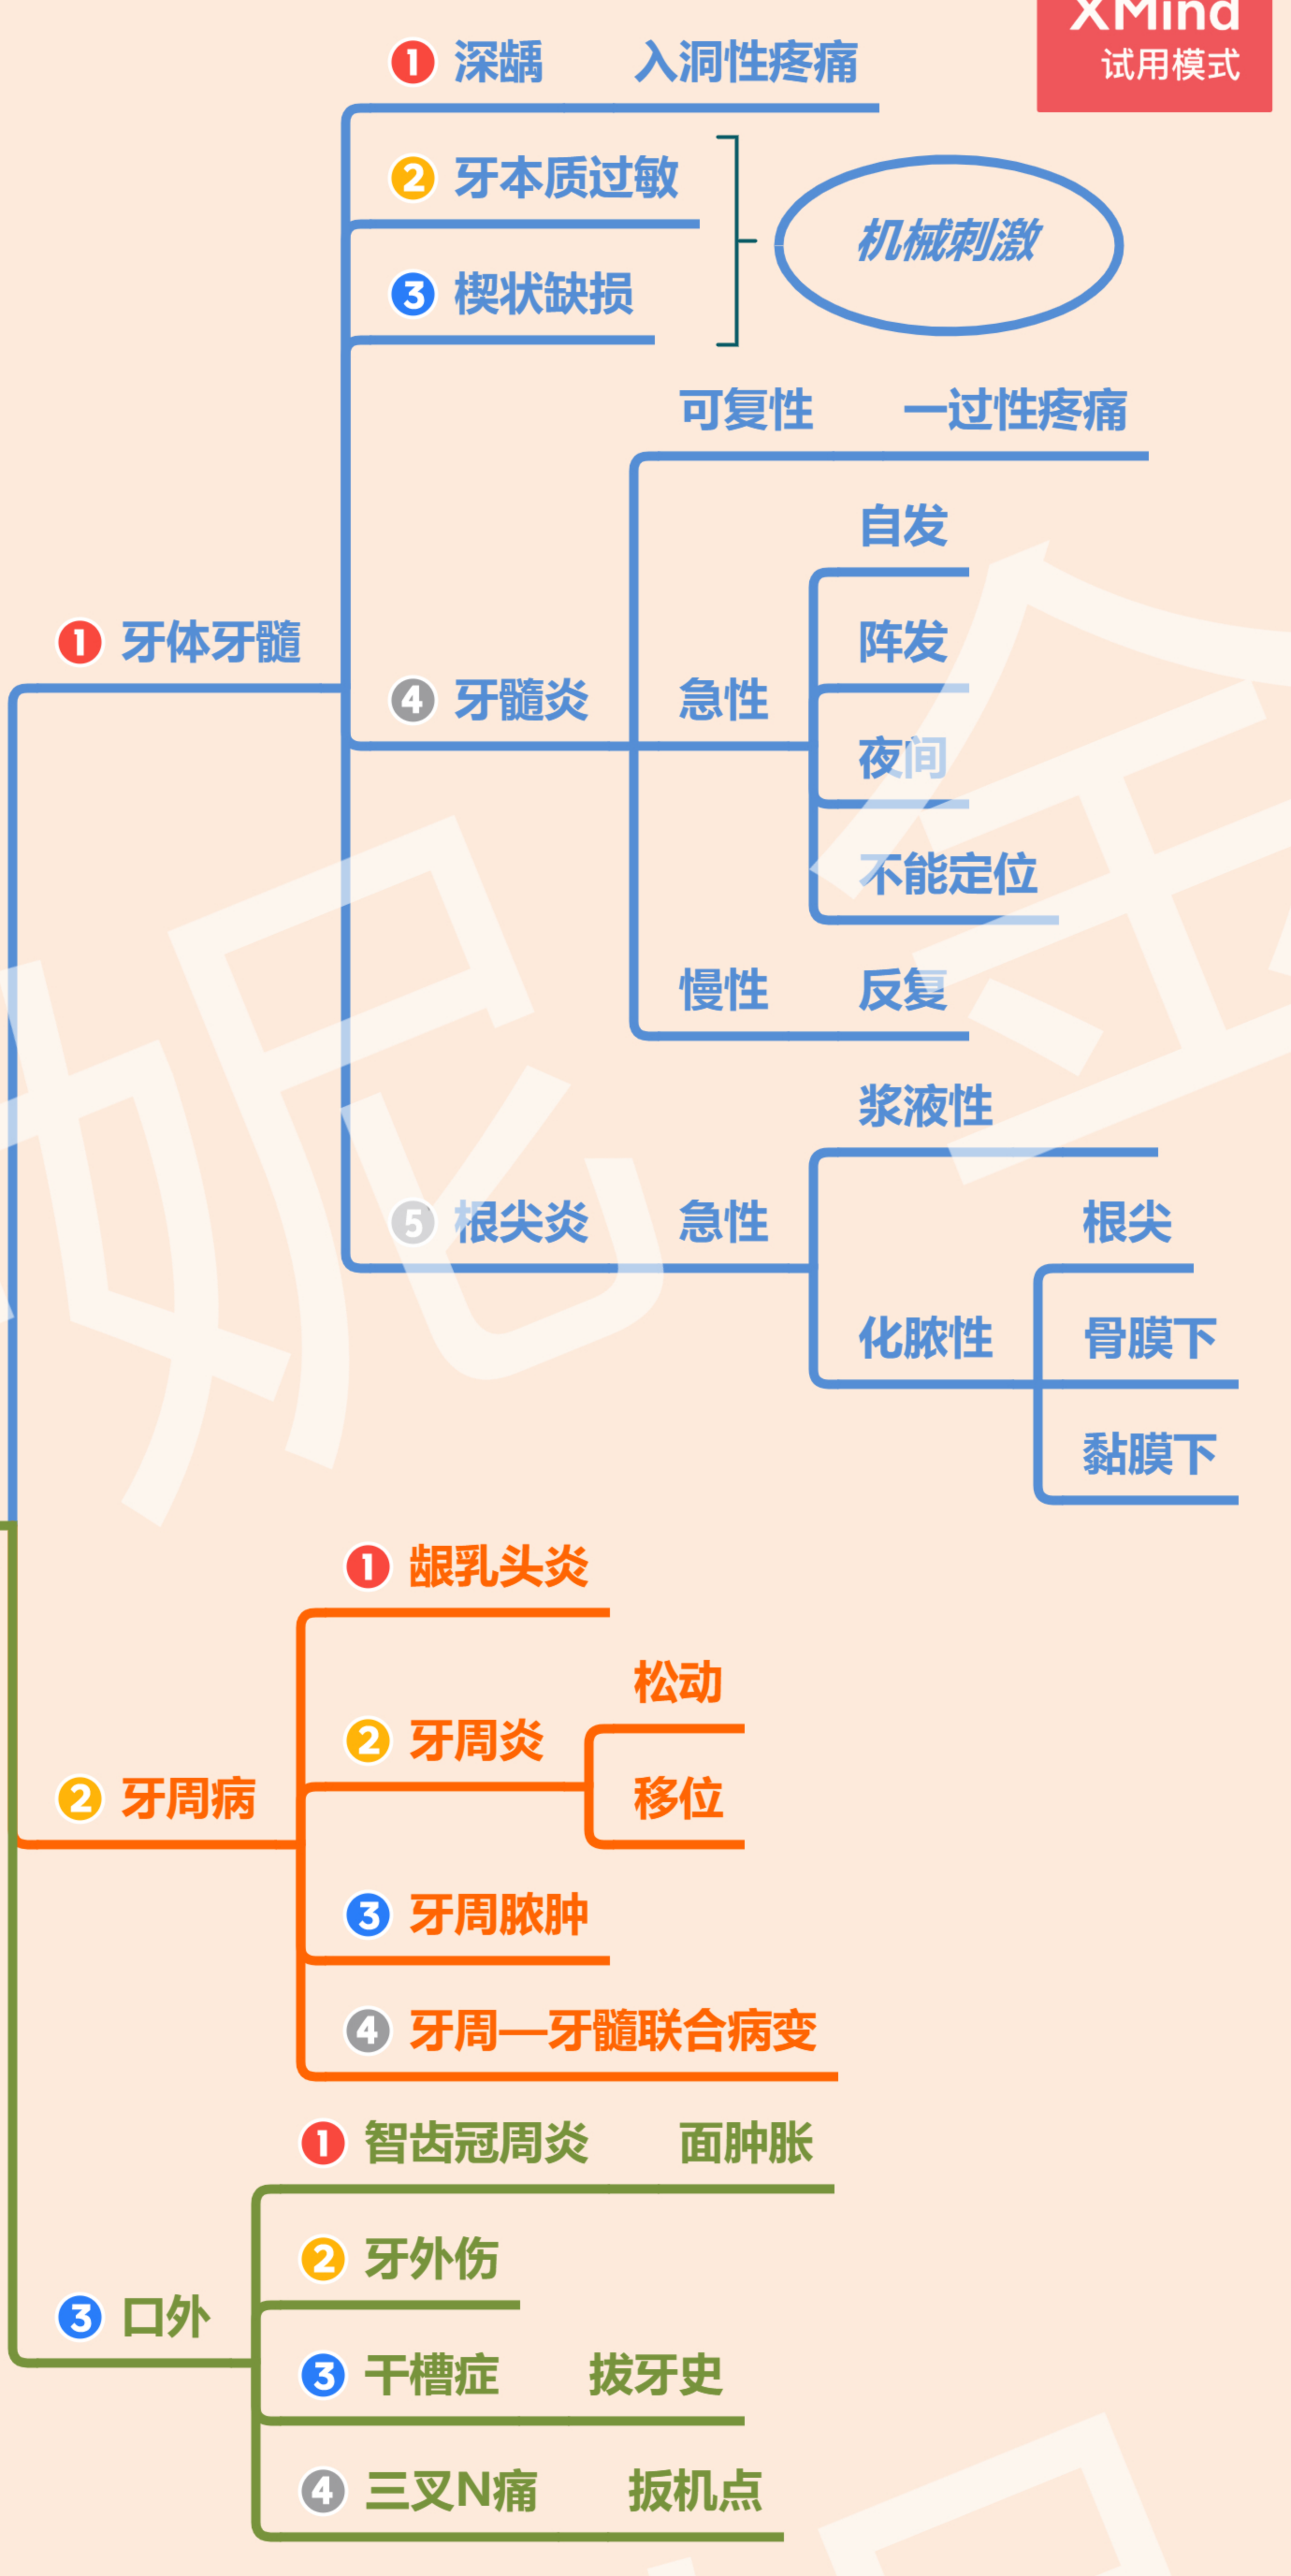 XMind
试用模式
1 深龋 入洞性疼痛
2 牙本质过敏
机械刺激
3 楔状缺损
可复性 一过性疼痛
自发
1 牙体牙髓
阵发
4 牙髓炎 急性
夜间
不能定位
慢性 反复
浆液性
5 根尖炎 急性
根尖
化脓性
骨膜下
黏膜下
1 龈乳头炎
松动
2 牙周炎
2 牙周病
移位
3 牙周脓肿
4 牙周—牙髓联合病变
1 智齿冠周炎 面肿胀
2 牙外伤
3 口外
3 干槽症 拔牙史
4 三叉N痛 扳机点
妮
金